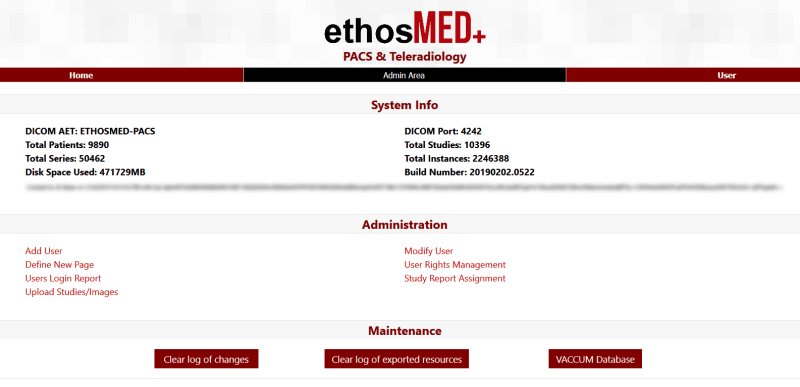 ethosMED+
PACS & Teleradiology
Home Admin Area User
System Info
DICOM AET: ETHOSMED-PACS DICOM Port: 4242
Total Patients: 9890 Total Studies: 10396
Total Series: 50462 Total Instances: 2246388
Disk Space Used: 471729MB Build Number: 20190202.0522
Administration
Add User Modify User
Define New Page User Rights Management
Users Login Report Study Report Assignment
Upload Studies/Images
Maintenance
Clear log of changes Clear log of exported resources VACCUM Database